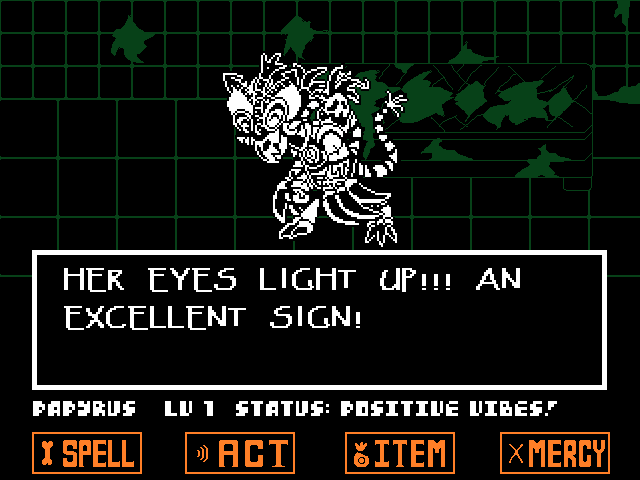 HER EYES LIGHT UP!!! AN
EXCELLENT SIGN!
PAPYRUS LV 1 STATUS: POSITIVE VIBES!
SPELL ACT ITEM MERCY